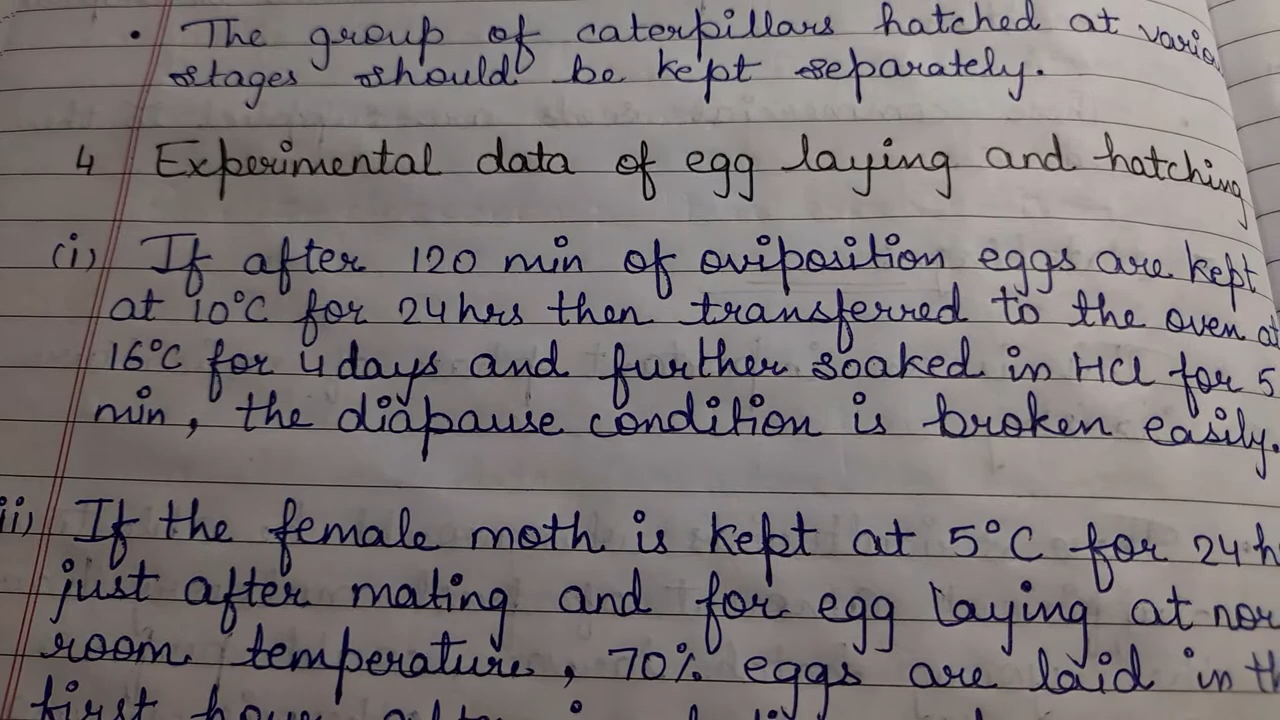 • The group of caterpillars hatched at
stages should be kept separately.
4 Experimental data of egg laying and hatching
(i) If after 120 min of oviposition eggs are kept
at 10°C for 24hrs then transferred to the oven at
16°C for 4days and further soaked in HCl for 5
min, the diapause condition is broken easily.
ii) If the female moth is kept at 5°C for 24h
just after mating and for egg laying at nor
room temperature, 70% eggs are laid in th
first